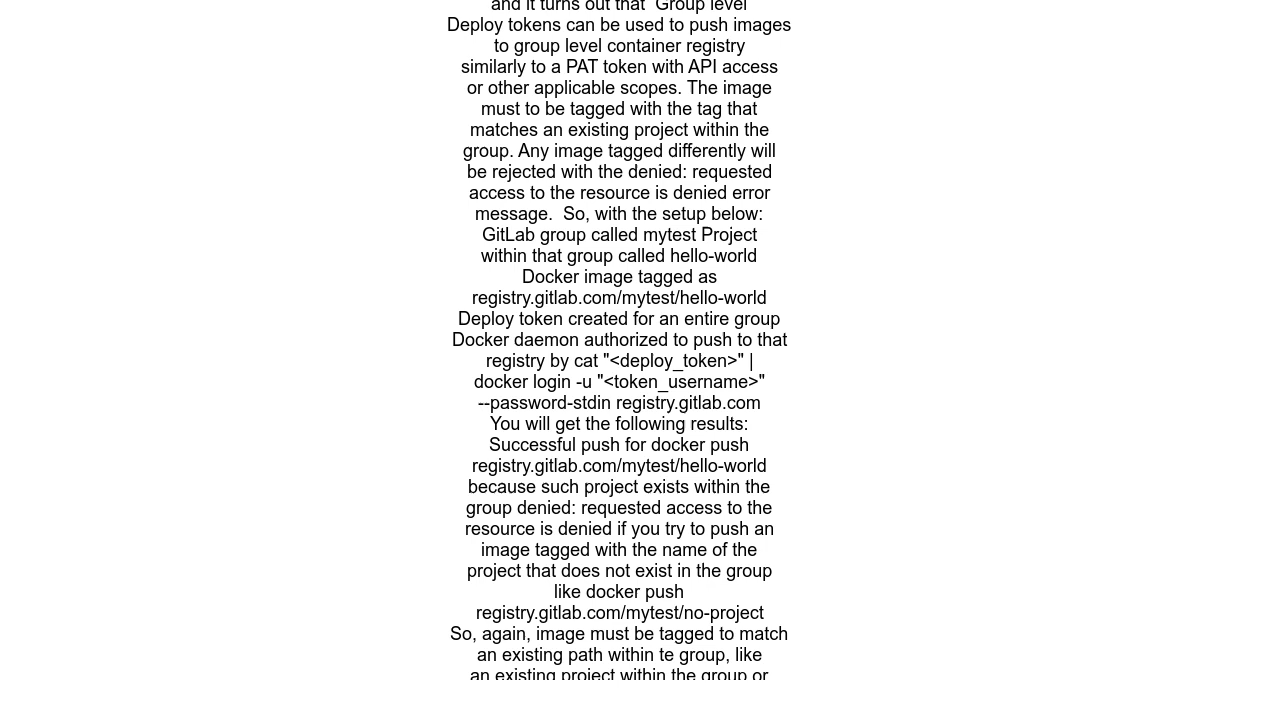 and it turns out that  Group level
Deploy tokens can be used to push images
to group level container registry
similarly to a PAT token with API access
or other applicable scopes. The image
must to be tagged with the tag that
matches an existing project within the
group. Any image tagged differently will
be rejected with the denied: requested
access to the resource is denied error
message.  So, with the setup below:
GitLab group called mytest Project
within that group called hello-world
Docker image tagged as
registry.gitlab.com/mytest/hello-world
Deploy token created for an entire group
Docker daemon authorized to push to that
registry by cat "<deploy_token>" |
docker login -u "<token_username>"
--password-stdin registry.gitlab.com
You will get the following results:
Successful push for docker push
registry.gitlab.com/mytest/hello-world
because such project exists within the
group denied: requested access to the
resource is denied if you try to push an
image tagged with the name of the
project that does not exist in the group
like docker push
registry.gitlab.com/mytest/no-project
So, again, image must be tagged to match
an existing path within te group, like
an existing project within the group or